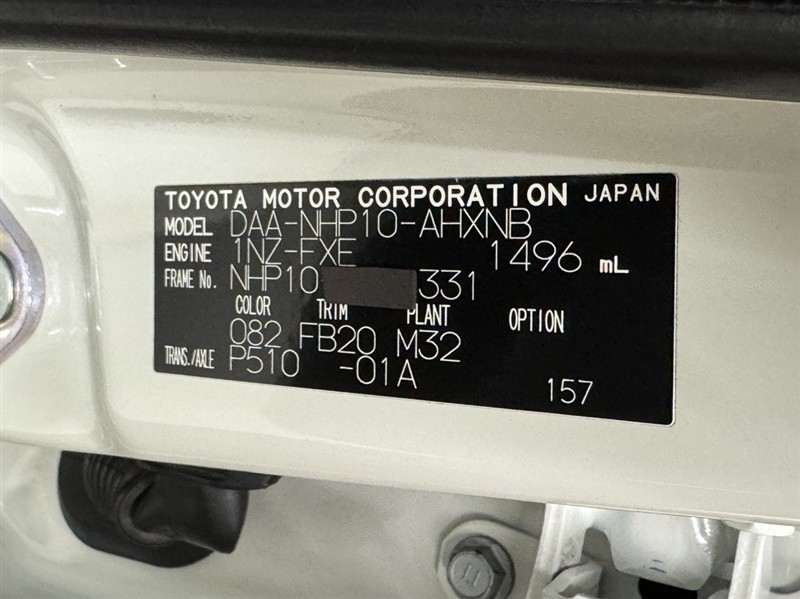 TOYOTA MOTOR CORPORATION JAPAN
MODEL DAA-NHP10-AHXNB
ENGINE 1NZ-FXE 1496 mL
FRAME No. NHP10 331
COLOR TRIM PLANT OPTION
082 FB20 M32
TRANS./AXLE P510 -01A
157